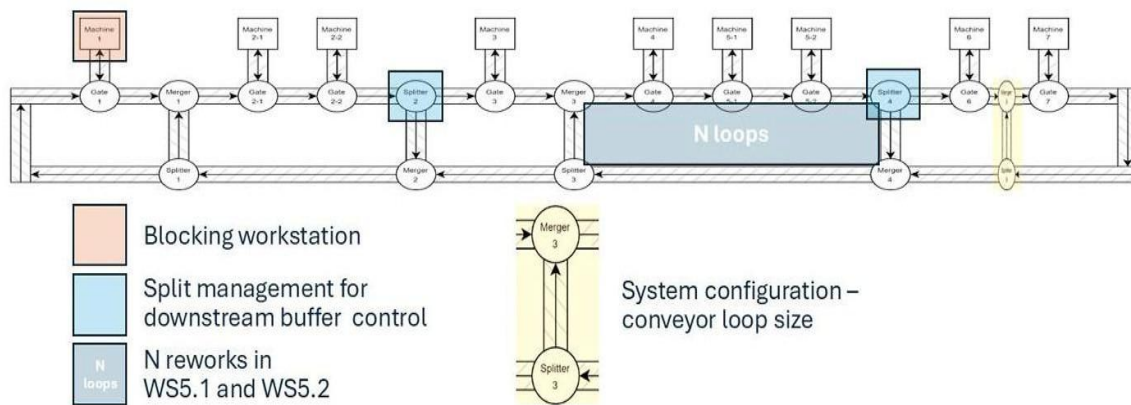 Machine
1
Machine
2-1
Machine
2-2
Machine
3
Machine
4
Machine
5-1
Machine
5-2
Machine
6
Machine
7
Gate
1
Merger
1
Gate
2-1
Gate
2-2
Splitter
2
Gate
3
Merger
3
Gate
4
Gate
5-1
Gate
5-2
Splitter
4
Gate
6
Gate
7
N loops
Splitter
1
Merger
2
Splitter
3
Merger
4
Blocking workstation
Split management for
downstream buffer control
N
loops
N reworks in
WS5.1 and WS5.2
Merger
3
Splitter
3
System configuration –
conveyor loop size